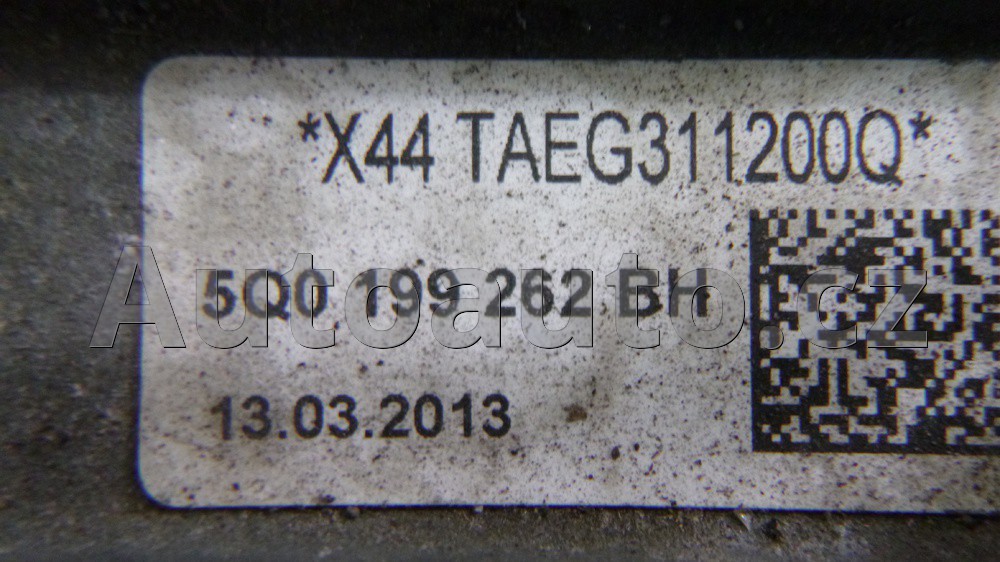 *X44 TAEG311200Q*
5Q0 199 262 BH
Autoauto.cz
13.03.2013